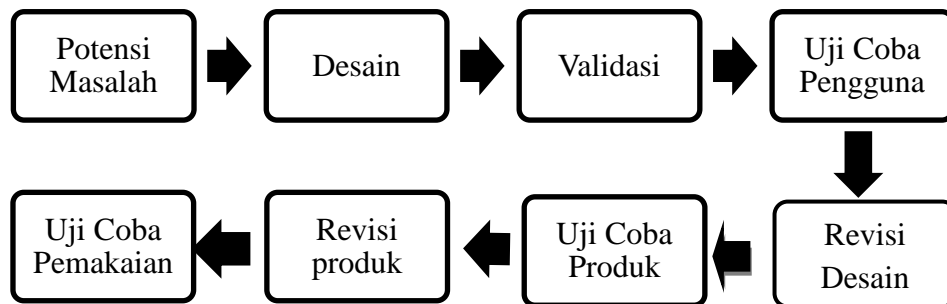 Potensi
Masalah
Desain
Validasi
Uji Coba
Pengguna
Revisi
Desain
Uji Coba
Produk
Revisi
produk
Uji Coba
Pemakaian